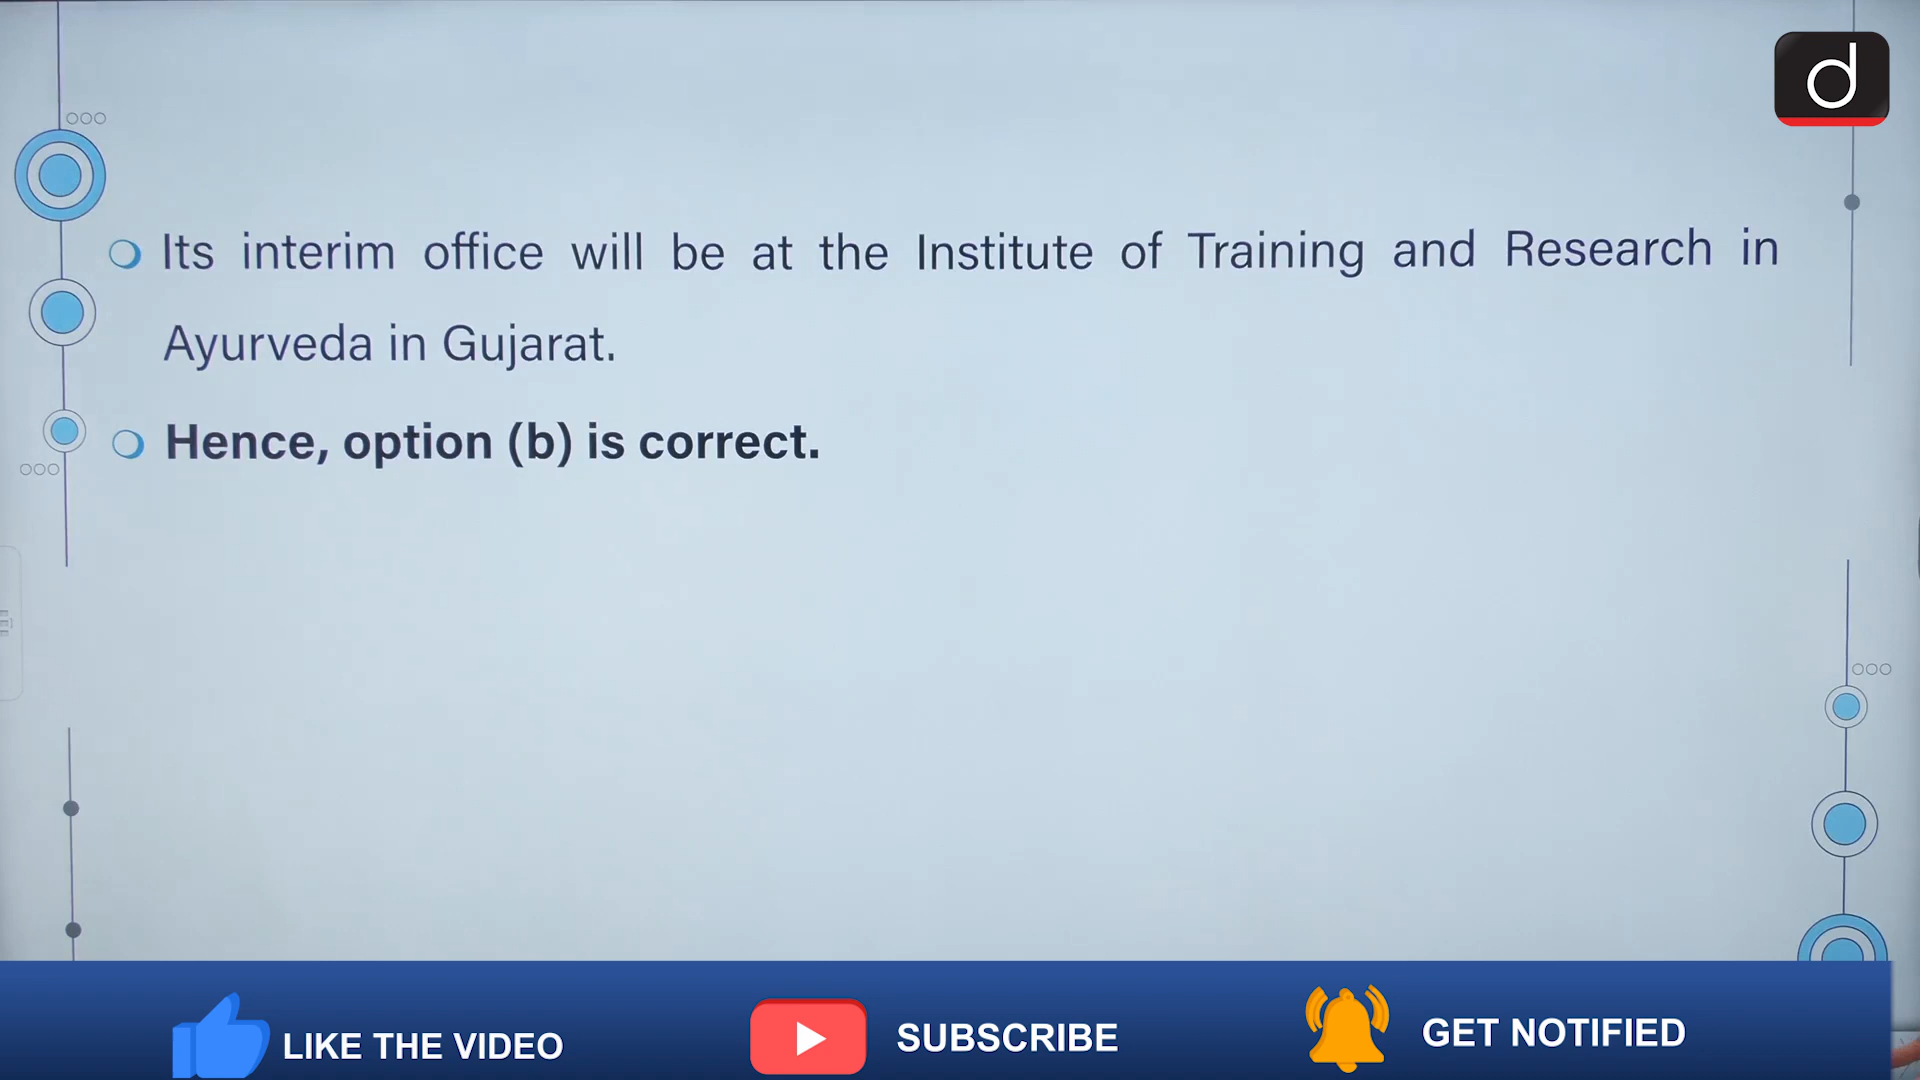 d
Its interim office will be at the Institute of Training and Research in
Ayurveda in Gujarat.
Hence, option (b) is correct.
LIKE THE VIDEO
SUBSCRIBE
GET NOTIFIED